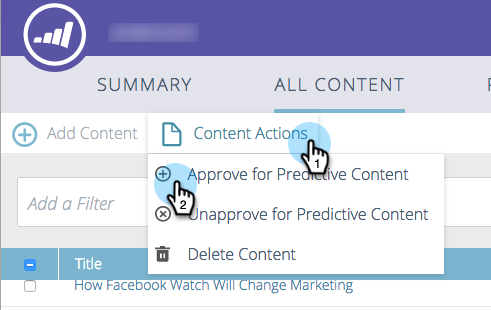 SUMMARY ALL CONTENT
Add Content Content Actions
1
Approve for Predictive Content
2
Add a Filter
Unapprove for Predictive Content
Delete Content
Title
How Facebook Watch Will Change Marketing